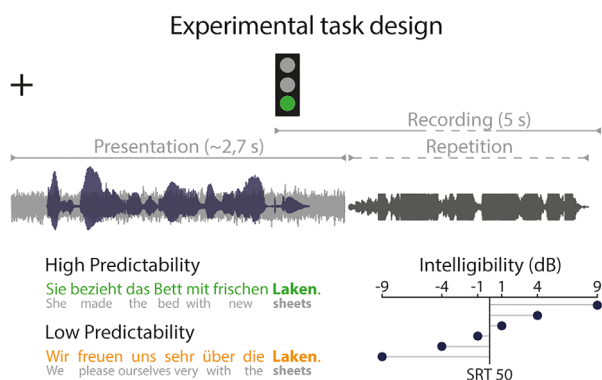 Experimental task design
Recording (5 s)
Presentation (~2,7 s)
Repetition
High Predictability
Sie bezieht das Bett mit frischen Laken.
She made the bed with new sheets
Low Predictability
Wir freuen uns sehr über die Laken.
We please ourselves very with the sheets
Intelligibility (dB)
-9 -4 -1 1 4 9
SRT 50